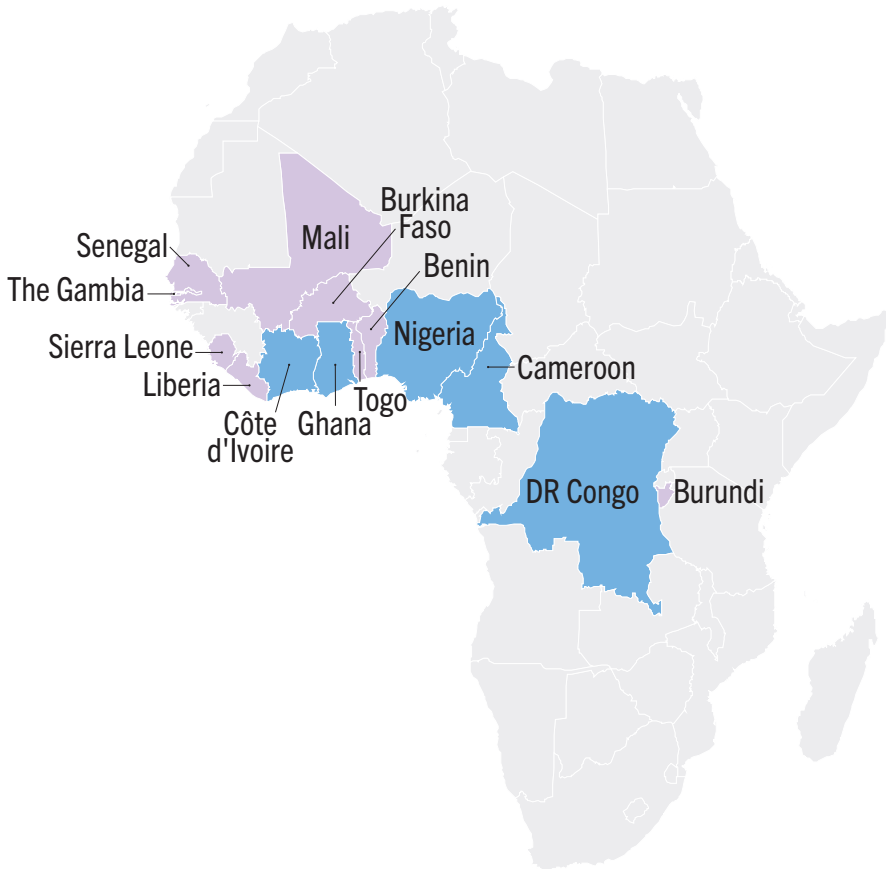 Burkina
Faso
Mali
Senegal
Benin
The Gambia
Nigeria
Sierra Leone
Cameroon
Liberia
Togo
Côte
d'Ivoire
Ghana
DR Congo
Burundi